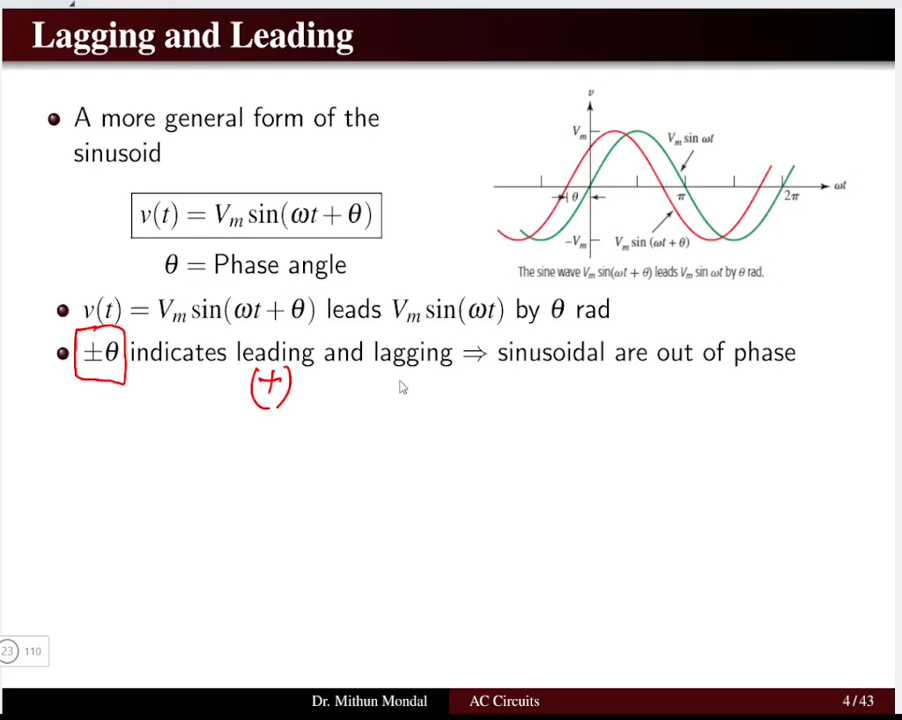 Lagging and Leading
A more general form of the
sinusoid
v(t) = Vm sin(ωt + θ)
θ = Phase angle
v
Vm
Vm sin ωt
ωt
θ
π
2π
−Vm
Vm sin (ωt + θ)
The sine wave Vm sin(ωt + θ) leads Vm sin ωt by θ rad.
v(t) = Vm sin(ωt + θ) leads Vm sin(ωt) by θ rad
±θ indicates leading and lagging ⇒ sinusoidal are out of phase
(+)
23 110
Dr. Mithun Mondal AC Circuits 4/43